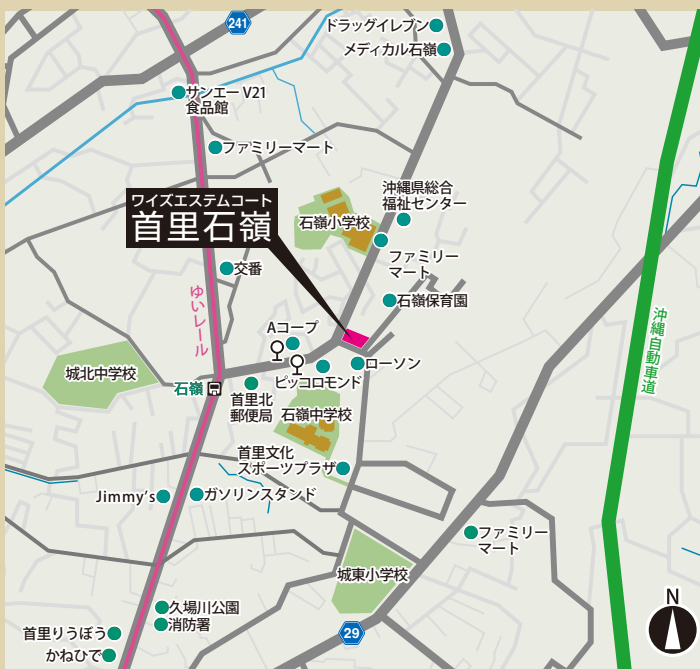 241
ドラッグイレブン
メディカル石嶺
サンエー V21
食品館
ファミリーマート
ワイズエステムコート
首里石嶺
石嶺小学校
沖縄県総合
福祉センター
ファミリー
マート
交番
石嶺保育園
ゆいレール
沖縄自動車道
Aコープ
ローソン
ピッコロモンド
城北中学校
石嶺
首里北
郵便局
石嶺中学校
首里文化
スポーツプラザ
Jimmy's
ガソリンスタンド
ファミリー
マート
城東小学校
久場川公園
消防署
首里りうぼう
かねひで
29
N